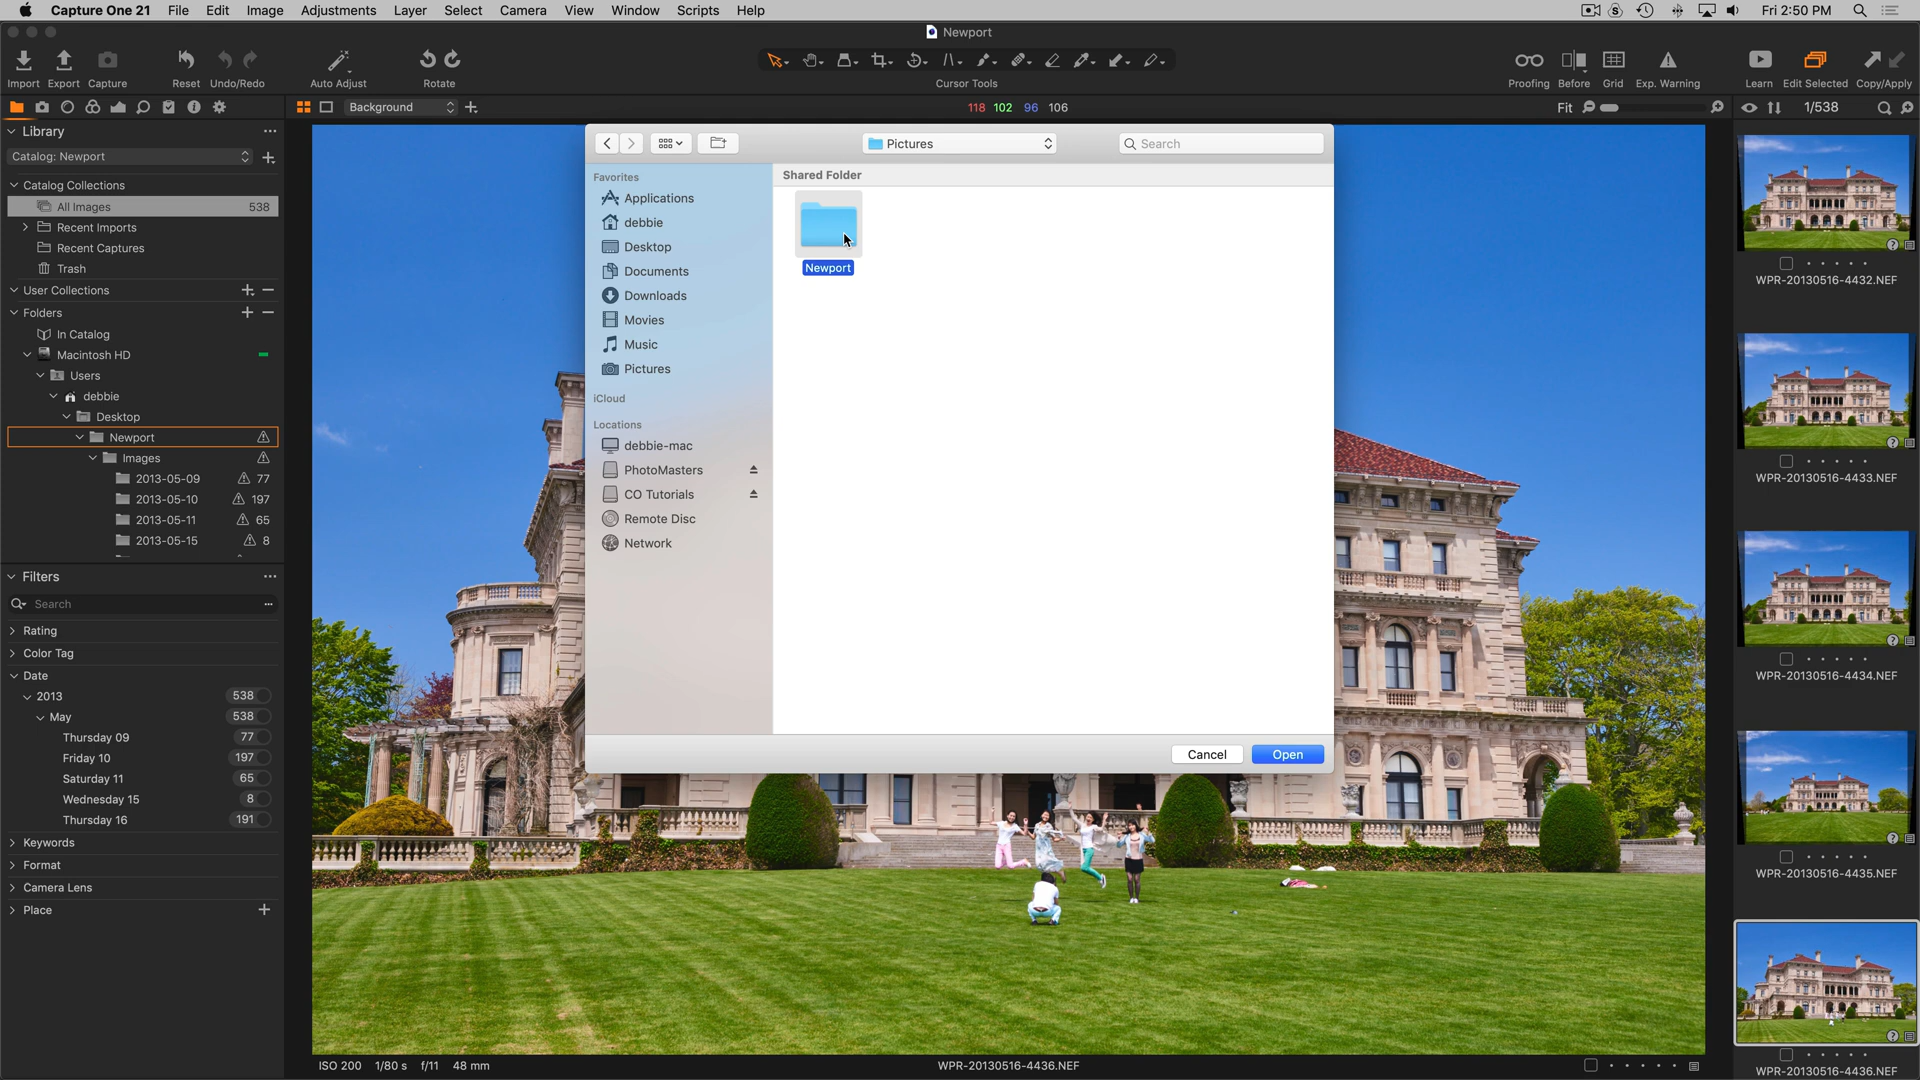 Capture One 21 File Edit Image Adjustments Layer Select Camera View Window Scripts Help Fri 2:50 PM
Newport
Import Export Capture Reset Undo/Redo Auto Adjust Rotate Cursor Tools Proofing Before Grid Exp. Warning Learn Edit Selected Copy/Apply
Background 118 102 96 106 Fit 1/538
Library
Catalog: Newport
Catalog Collections
All Images 538
Recent Imports
Recent Captures
Trash
User Collections
Folders
In Catalog
Macintosh HD
Users
debbie
Desktop
Newport
Images
2013-05-09 77
2013-05-10 197
2013-05-11 65
2013-05-15 8
Filters
Search
Rating
Color Tag
Date
2013 538
May 538
Thursday 09 77
Friday 10 197
Saturday 11 65
Wednesday 15 8
Thursday 16 191
Keywords
Format
Camera Lens
Place
Pictures
Search
Favorites
Applications
debbie
Desktop
Documents
Downloads
Movies
Music
Pictures
iCloud
Locations
debbie-mac
PhotoMasters
CO Tutorials
Remote Disc
Network
Shared Folder
Newport
Cancel Open
ISO 200 1/80 s f/11 48 mm
WPR-20130516-4436.NEF
WPR-20130516-4432.NEF
WPR-20130516-4433.NEF
WPR-20130516-4434.NEF
WPR-20130516-4435.NEF
WPR-20130516-4436.NEF